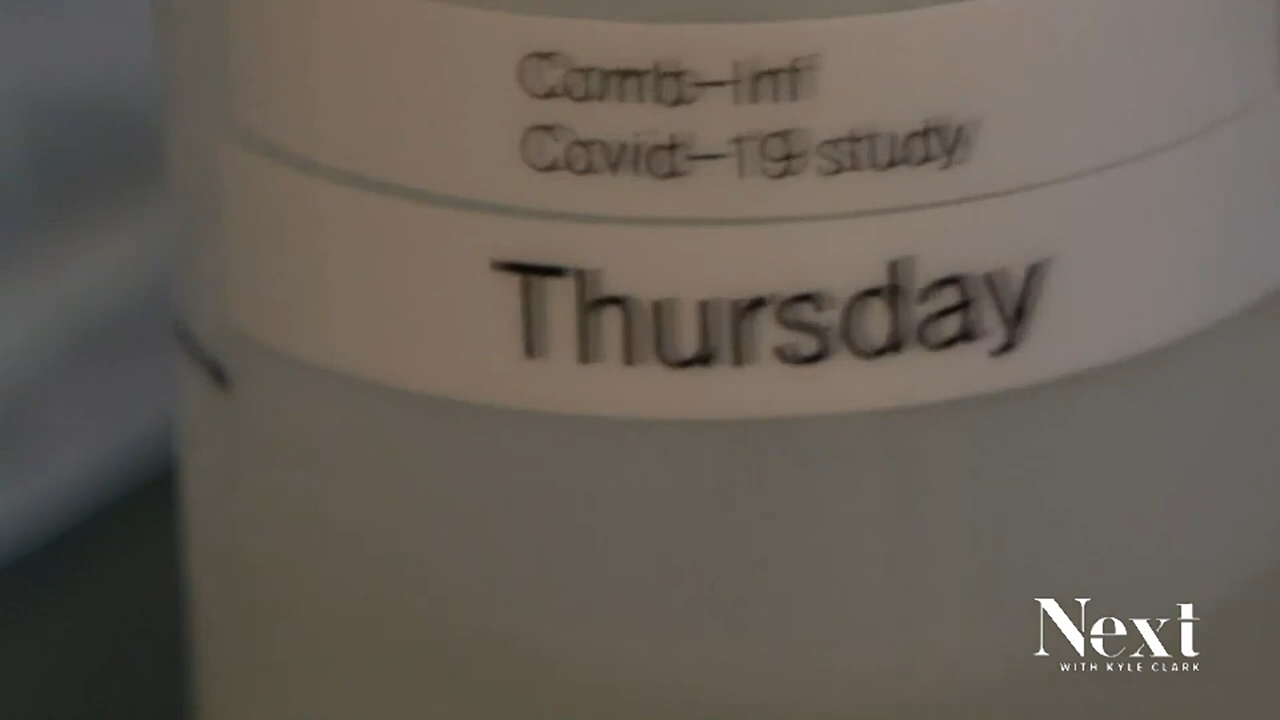 Comb-inf
Covid-19 study
Thursday
Next
WITH KYLE CLARK